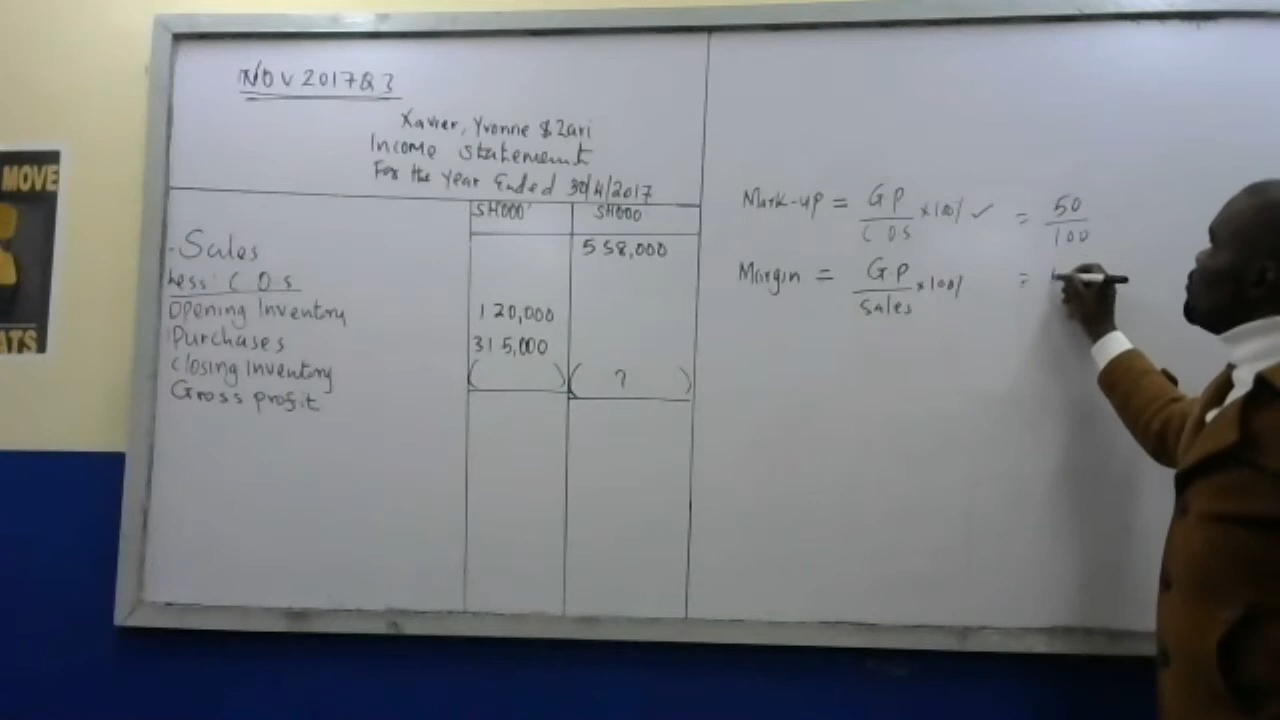 MOVE
ATS
NOV 2017 Q3
Xavier, Yvonne & Zari
Income Statement
For the Year Ended 30/4/2017
SH000' SH000
Sales 558,000
Less: COs
Opening Inventory 120,000
Purchases 315,000
Closing Inventory ( ) ( ? )
Gross profit
Mark-up = GP/COS ×100% ✓ = 50/100
Margin = GP/Sales ×100% =